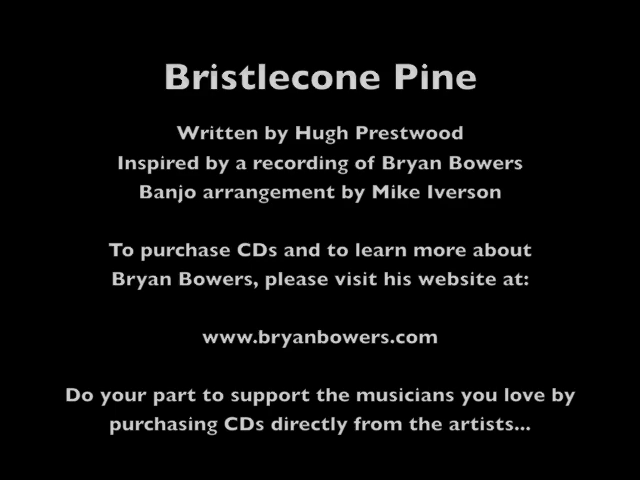 Bristlecone Pine
Written by Hugh Prestwood
Inspired by a recording of Bryan Bowers
Banjo arrangement by Mike Iverson
To purchase CDs and to learn more about
Bryan Bowers, please visit his website at:
www.bryanbowers.com
Do your part to support the musicians you love by
purchasing CDs directly from the artists...